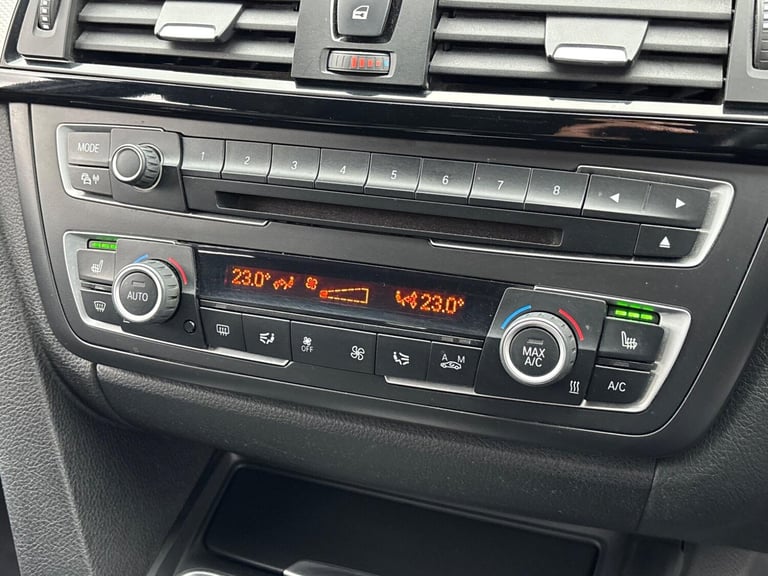 MODE 1 2 3 4 5 6 7 8
23.0° 23.0°
AUTO
OFF
A M
MAX
A/C
A/C